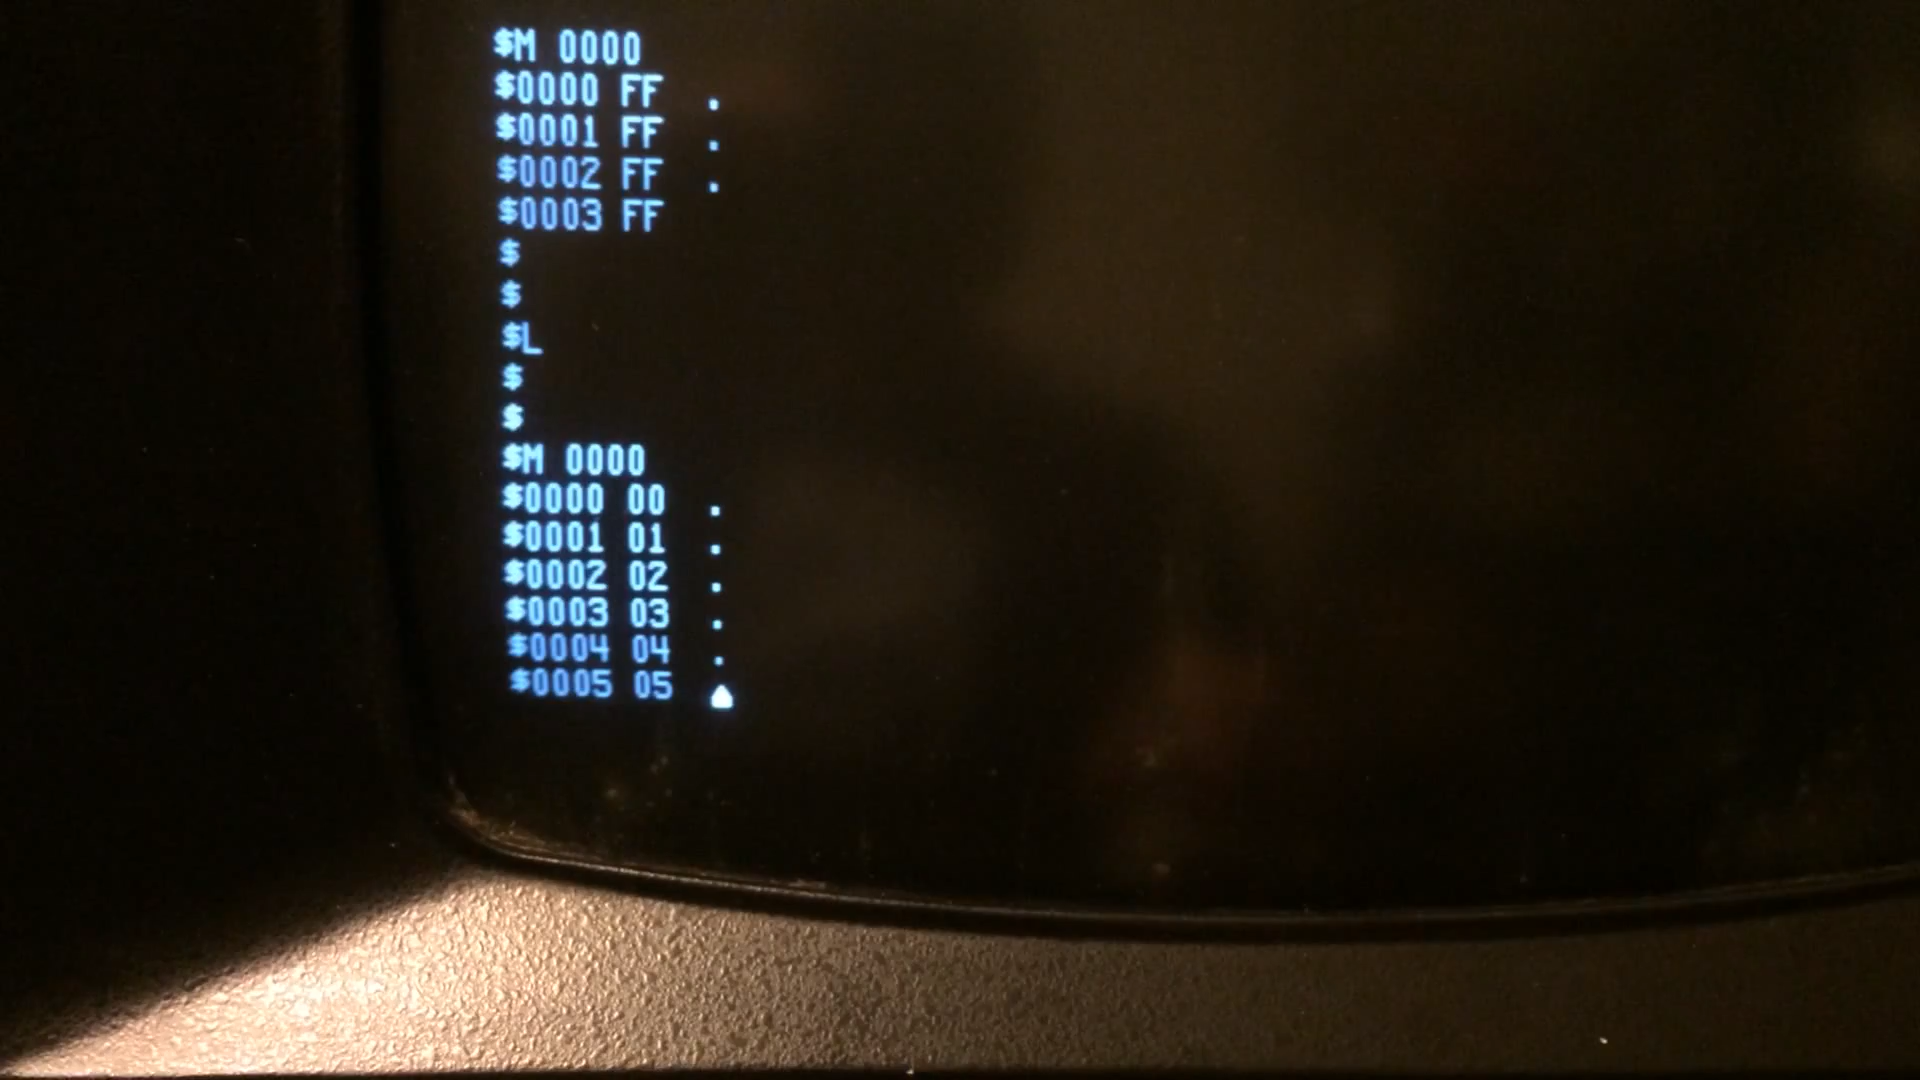 $M 0000
$0000 FF .
$0001 FF .
$0002 FF .
$0003 FF
$
$
$L
$
$
$M 0000
$0000 00 .
$0001 01 .
$0002 02 .
$0003 03 .
$0004 04 .
$0005 05